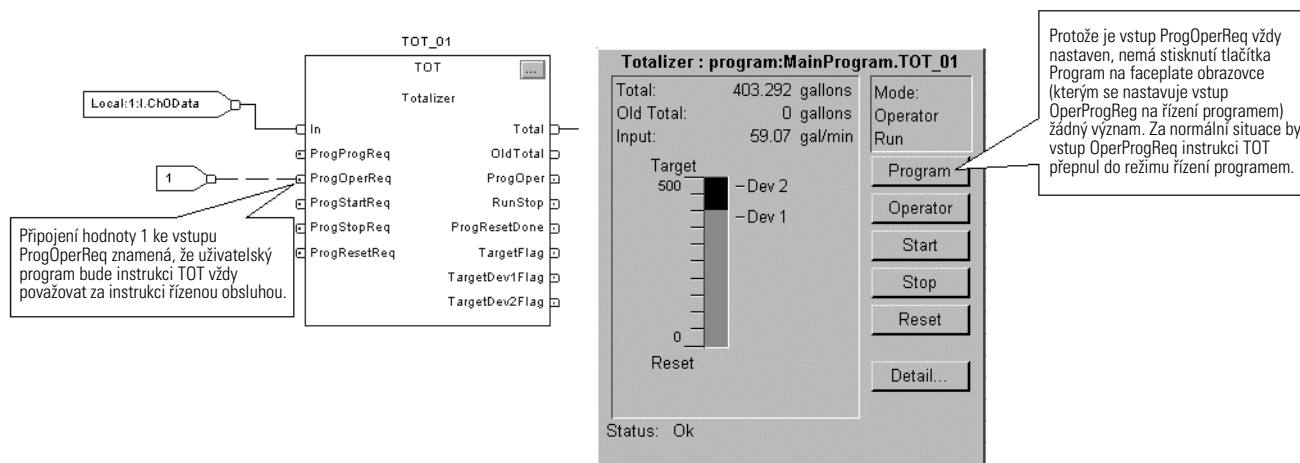 TOT_01
TOT
...
Totalizer
Local:1:I.Ch0Data
In
Total
ProgProgReq
OldTotal
1
ProgOperReq
ProgOper
ProgStartReq
RunStop
ProgStopReq
ProgResetDone
ProgResetReq
TargetFlag
TargetDev1Flag
TargetDev2Flag
Připojení hodnoty 1 ke vstupu
ProgOperReq znamená, že uživatelský
program bude instrukci TOT vždy
považovat za instrukci řízenou obsluhou.
Totalizer : program:MainProgram.TOT_01
Total: 403.292 gallons
Old Total: 0 gallons
Input: 59.07 gal/min
Mode:
Operator
Run
Target
500
Dev 2
Dev 1
0
Reset
Program
Operator
Start
Stop
Reset
Detail...
Status: Ok
Protože je vstup ProgOperReq vždy
nastaven, nemá stisknutí tlačítka
Program na faceplate obrazovce
(kterým se nastavuje vstup
OperProgReg na řízení programem)
žádný význam. Za normální situace by
vstup OperProgReq instrukci TOT
přepnul do režimu řízení programem.